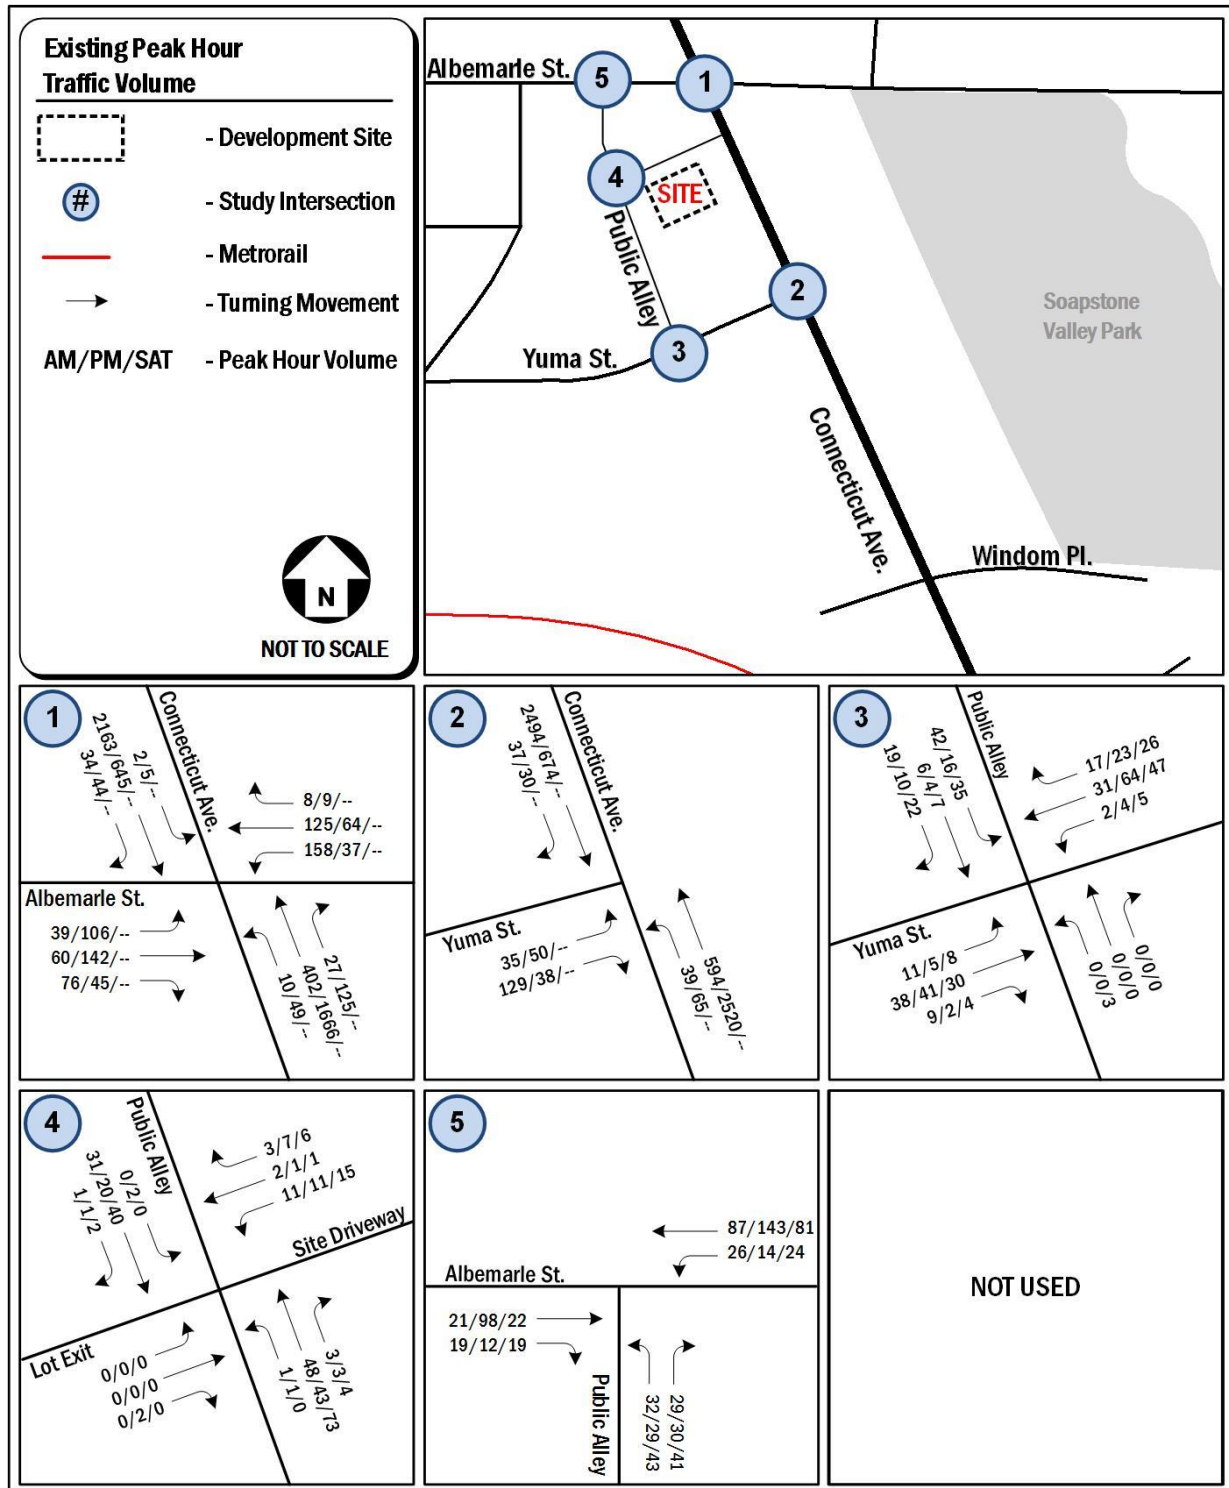 Existing Peak Hour
Traffic Volume
- Development Site
# - Study Intersection
- Metrorail
- Turning Movement
AM/PM/SAT - Peak Hour Volume
N
NOT TO SCALE
Albemarle St.
5
1
4
SITE
Public Alley
2
3
Yuma St.
Soapstone
Valley Park
Connecticut Ave.
Windom Pl.
1
Connecticut Ave.
34/44/--
2163/645/--
2/5/--
8/9/--
125/64/--
158/37/--
Albemarle St.
39/106/--
60/142/--
76/45/--
10/49/--
402/1666/--
27/125/--
2
Connecticut Ave.
37/30/--
2494/674/--
Yuma St.
35/50/--
129/38/--
39/65/--
594/2520/--
3
Public Alley
19/10/22
6/4/7
42/16/35
17/23/26
31/64/47
2/4/5
Yuma St.
11/5/8
38/41/30
9/2/4
0/0/3
0/0/0
0/0/0
4
Public Alley
1/1/2
31/20/40
0/2/0
3/7/6
2/1/1
11/11/15
Site Driveway
Lot Exit
0/0/0
0/0/0
0/2/0
1/1/0
48/43/73
3/3/4
5
87/143/81
26/14/24
Albemarle St.
21/98/22
19/12/19
Public Alley
32/29/43
29/30/41
NOT USED